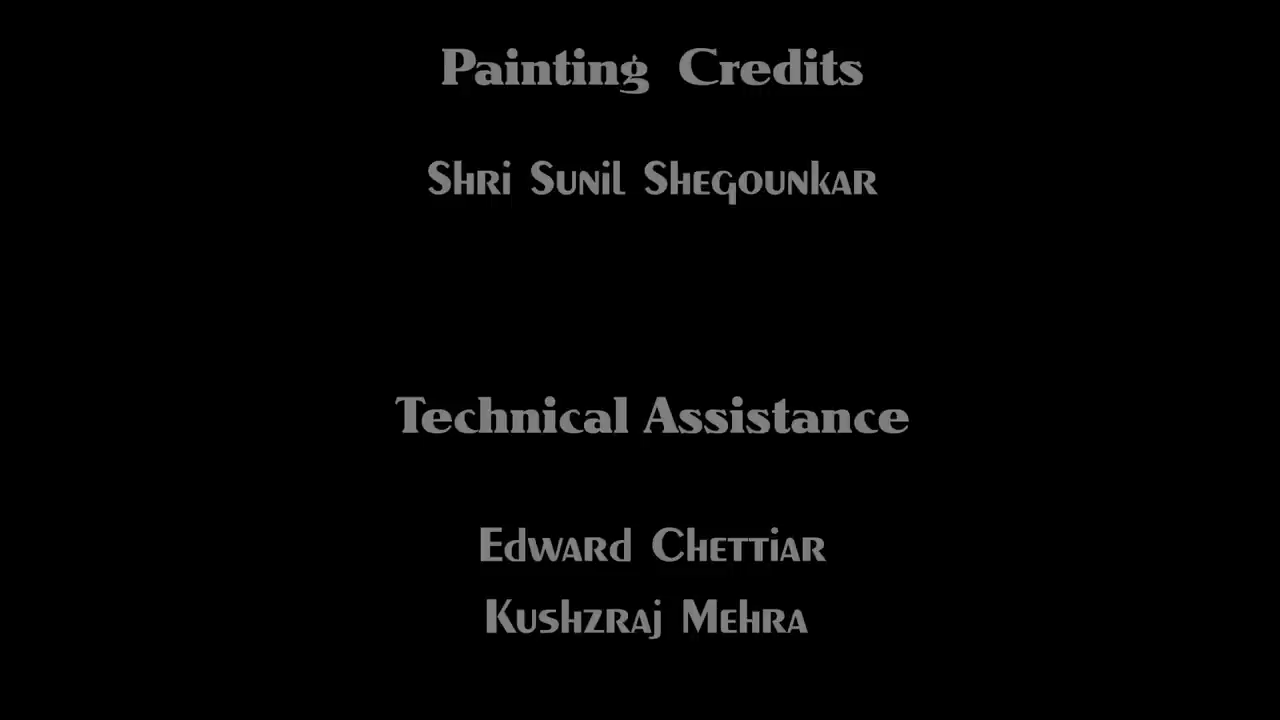 Painting Credits
Shri Sunil Shegounkar
Technical Assistance
Edward Chettiar
Kushzraj Mehra